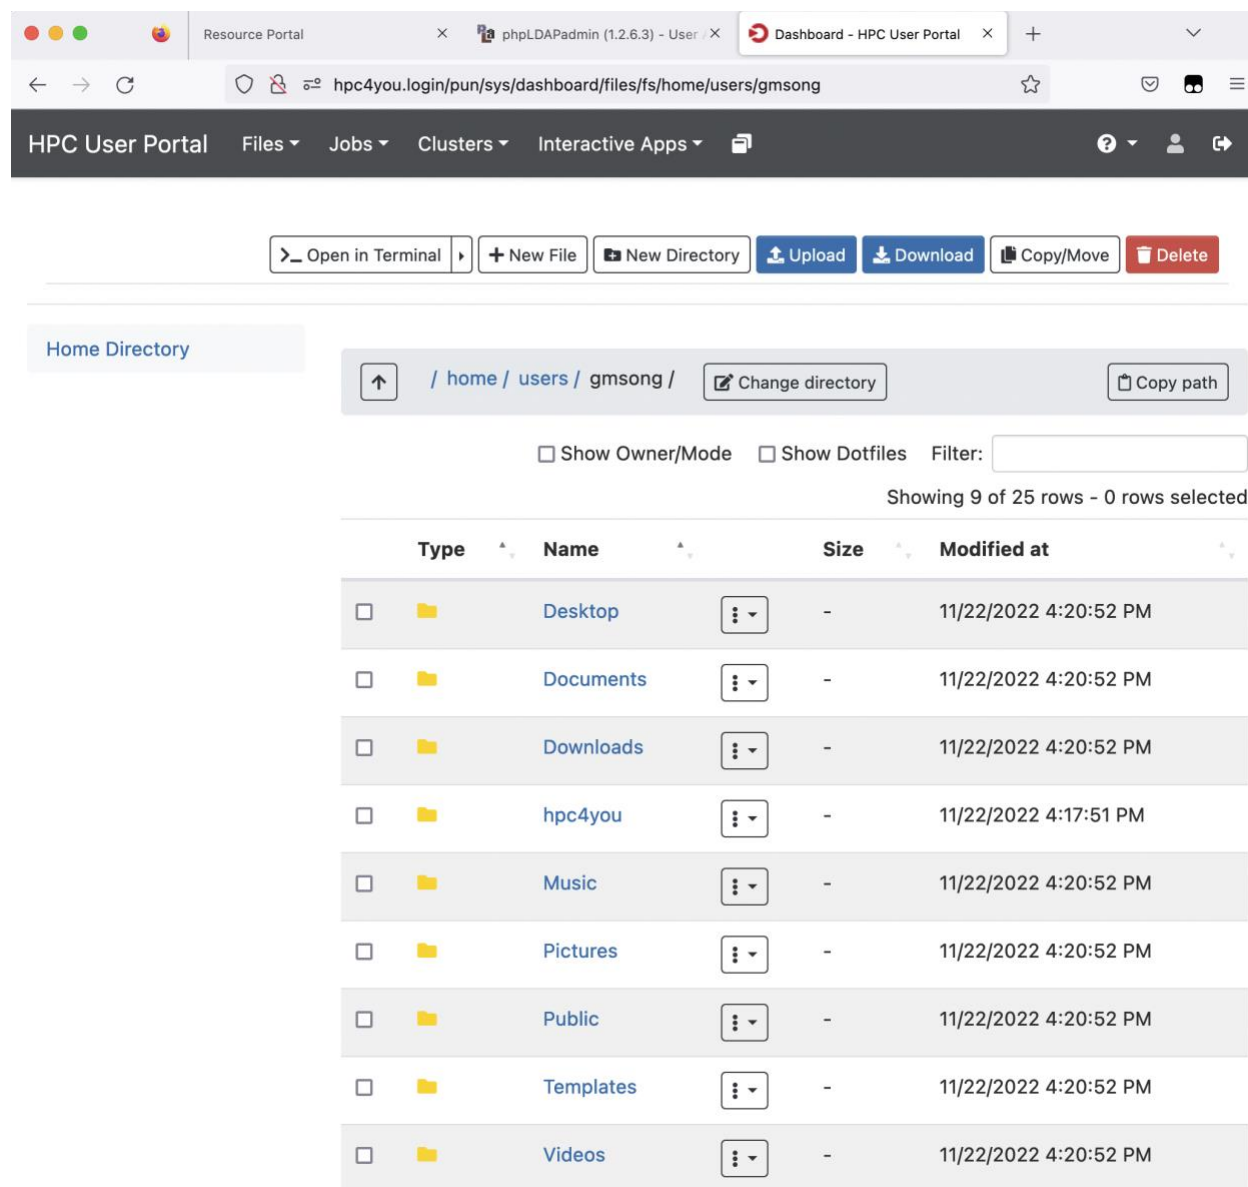 Resource Portal
phpLDAPadmin (1.2.6.3) - User
Dashboard - HPC User Portal
hpc4you.login/pun/sys/dashboard/files/fs/home/users/gmsong
HPC User Portal Files Jobs Clusters Interactive Apps
Open in Terminal New File New Directory Upload Download Copy/Move Delete
Home Directory
/ home / users / gmsong / Change directory Copy path
Show Owner/Mode Show Dotfiles Filter:
Showing 9 of 25 rows - 0 rows selected
Type Name Size Modified at
Desktop - 11/22/2022 4:20:52 PM
Documents - 11/22/2022 4:20:52 PM
Downloads - 11/22/2022 4:20:52 PM
hpc4you - 11/22/2022 4:17:51 PM
Music - 11/22/2022 4:20:52 PM
Pictures - 11/22/2022 4:20:52 PM
Public - 11/22/2022 4:20:52 PM
Templates - 11/22/2022 4:20:52 PM
Videos - 11/22/2022 4:20:52 PM